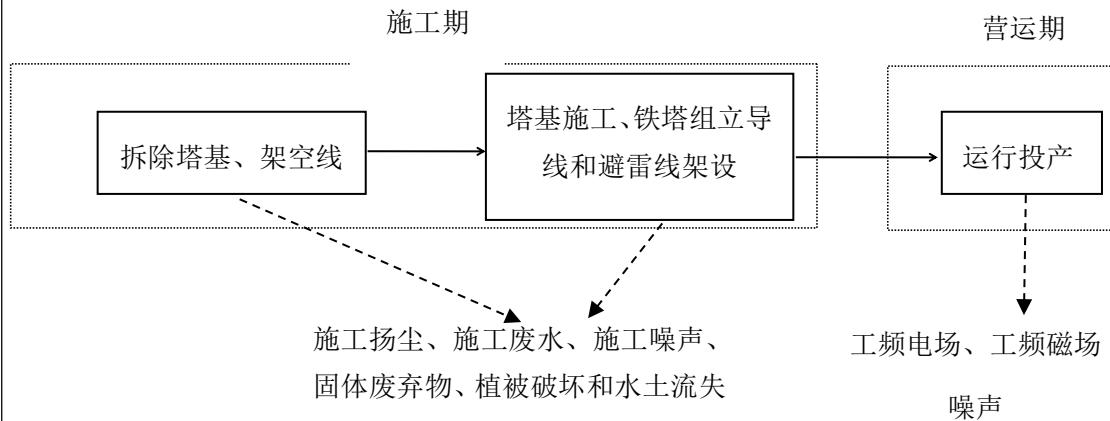 施工期
营运期
拆除塔基、架空线
塔基施工、铁塔组立导
线和避雷线架设
运行投产
施工扬尘、施工废水、施工噪声、
固体废弃物、植被破坏和水土流失
工频电场、工频磁场
噪声